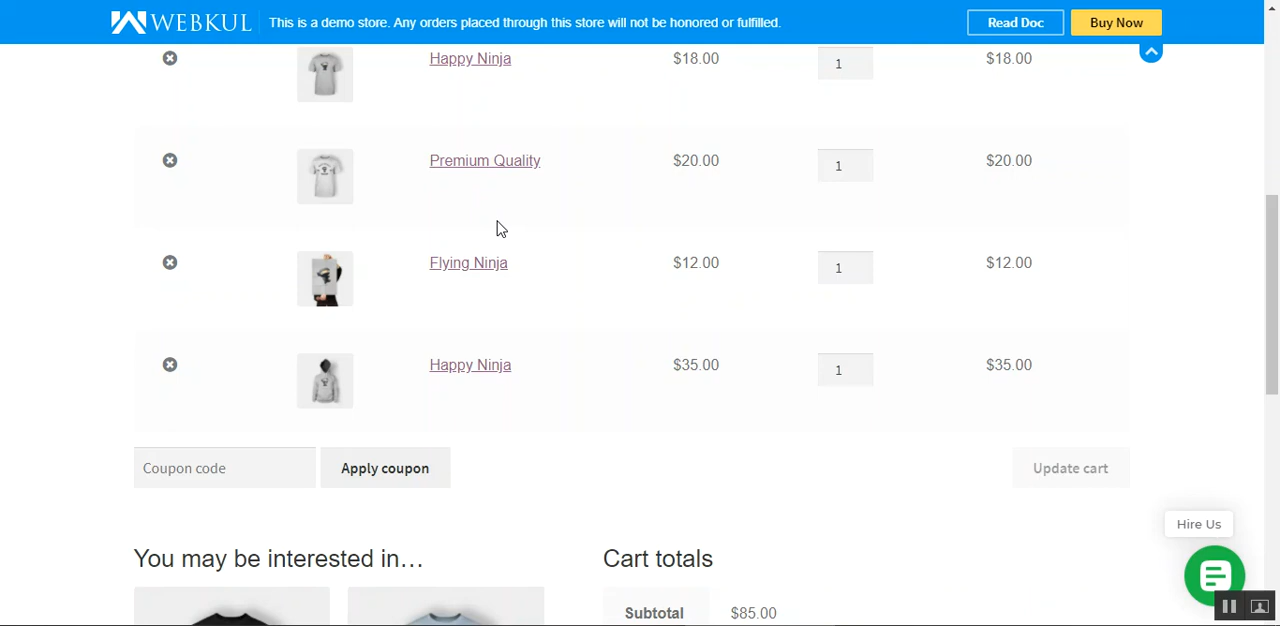 WEBKUL This is a demo store. Any orders placed through this store will not be honored or fulfilled. Read Doc Buy Now
Happy Ninja $18.00 1 $18.00
Premium Quality $20.00 1 $20.00
Flying Ninja $12.00 1 $12.00
Happy Ninja $35.00 1 $35.00
Coupon code Apply coupon Update cart
Hire Us
You may be interested in… Cart totals
Subtotal $85.00